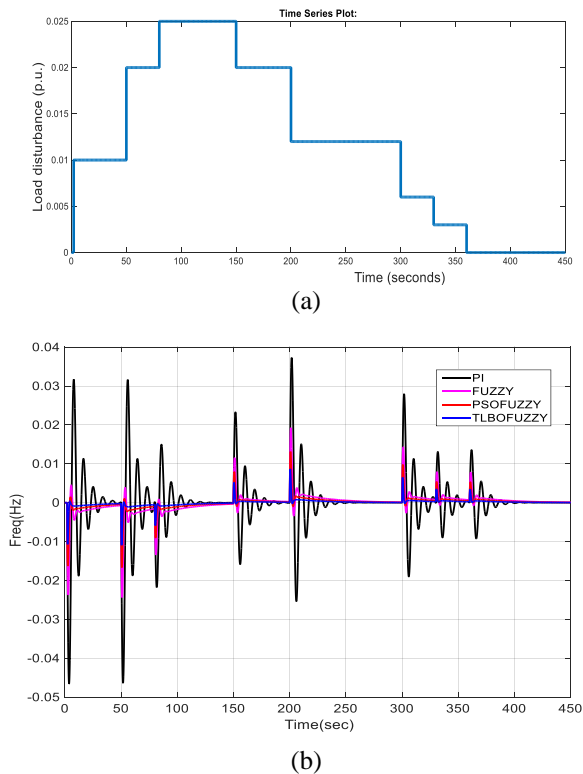 Time Series Plot:
Load disturbance (p.u.)
0.025
0.02
0.015
0.01
0.005
0
0 50 100 150 200 250 300 350 400 450
Time (seconds)
(a)
Freq(Hz)
0.04
0.03
0.02
0.01
0
-0.01
-0.02
-0.03
-0.04
-0.05
PI
FUZZY
PSOFUZZY
TLBOFUZZY
0 50 100 150 200 250 300 350 400 450
Time(sec)
(b)